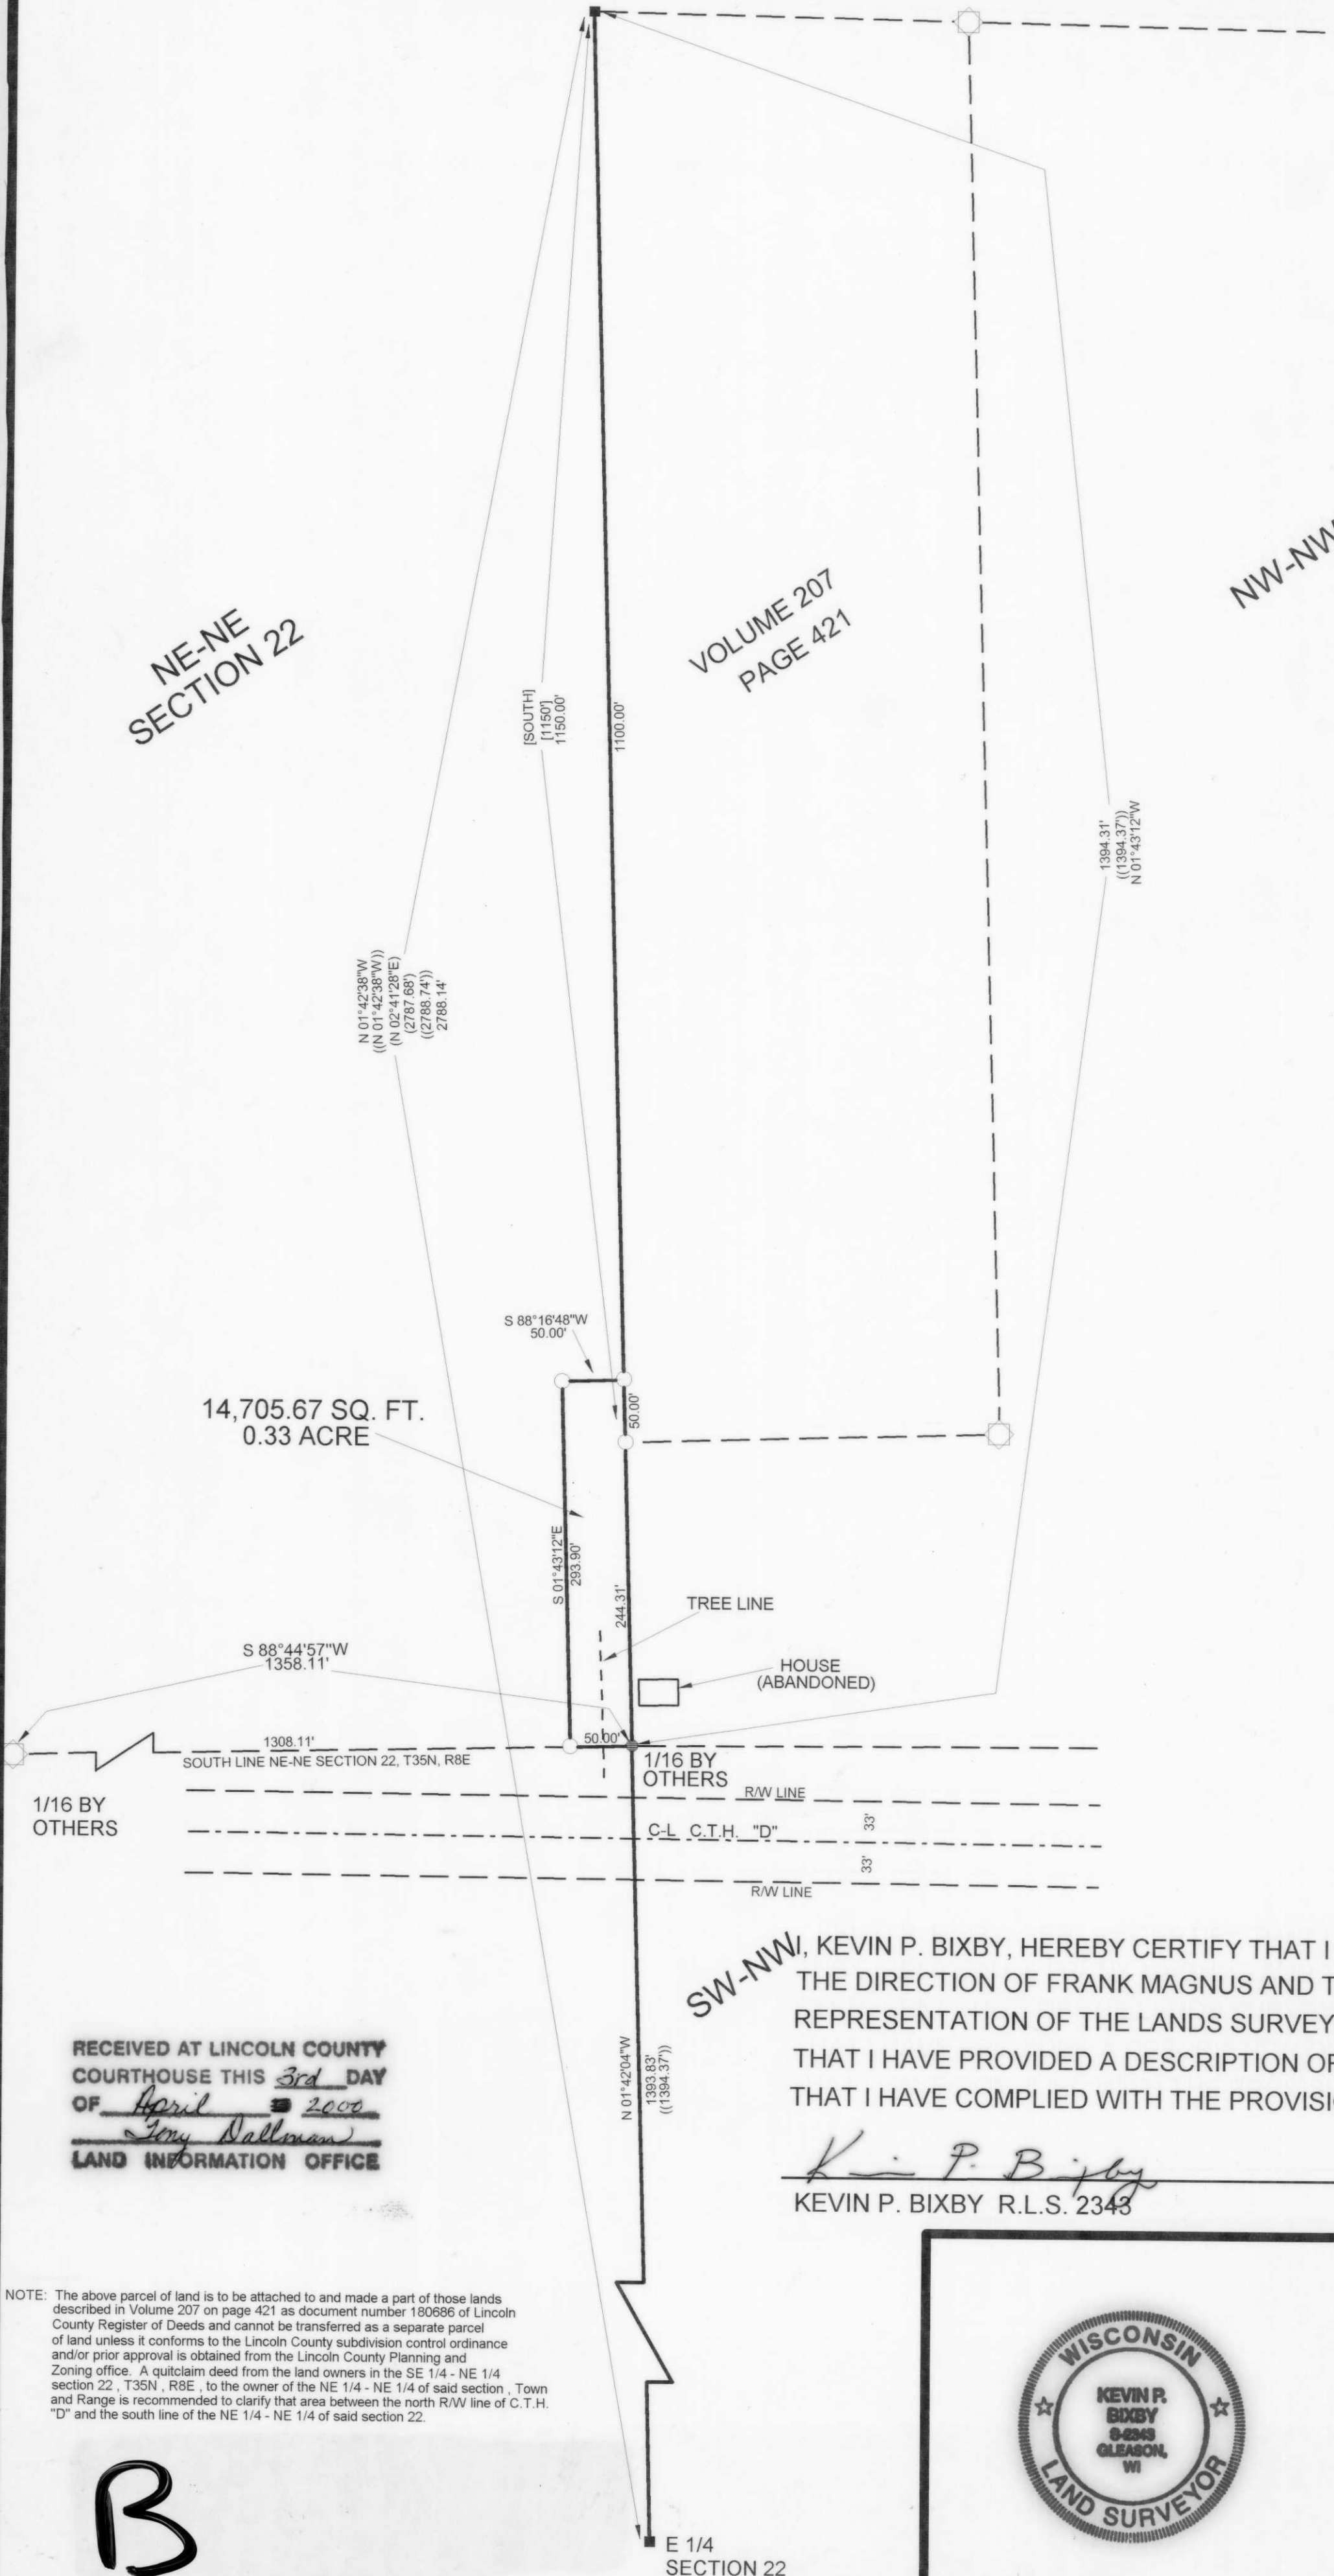 NE-NE
SECTION 22
VOLUME 207
PAGE 421
NW-NW
[SOUTH]
[1150']
1150.00'
1100.00'
1394.31'
((1394.37'))
N 01°43'12"W
N 01°42'38"W
((N 01°42'38"W))
(N 02°41'28"E)
(2787.68')
((2788.74'))
2788.14'
S 88°16'48"W
50.00'
14,705.67 SQ. FT.
0.33 ACRE
50.00'
S 01°43'12"E
293.90'
244.31'
TREE LINE
HOUSE
(ABANDONED)
S 88°44'57"W
1358.11'
1308.11'
50.00'
SOUTH LINE NE-NE SECTION 22, T35N, R8E
1/16 BY
OTHERS
1/16 BY
OTHERS
R/W LINE
C-L C.T.H. "D"
33'
33'
R/W LINE
SW-NW
I, KEVIN P. BIXBY, HEREBY CERTIFY THAT I
THE DIRECTION OF FRANK MAGNUS AND T
REPRESENTATION OF THE LANDS SURVEY
THAT I HAVE PROVIDED A DESCRIPTION OF
THAT I HAVE COMPLIED WITH THE PROVISI
Kevin P. Bixby
KEVIN P. BIXBY R.L.S. 2343
N 01°42'04"W
1393.83'
((1394.37'))
RECEIVED AT LINCOLN COUNTY
COURTHOUSE THIS 3rd DAY
OF April 2000
Tony Dallman
LAND INFORMATION OFFICE
NOTE: The above parcel of land is to be attached to and made a part of those lands
described in Volume 207 on page 421 as document number 180686 of Lincoln
County Register of Deeds and cannot be transferred as a separate parcel
of land unless it conforms to the Lincoln County subdivision control ordinance
and/or prior approval is obtained from the Lincoln County Planning and
Zoning office. A quitclaim deed from the land owners in the SE 1/4 - NE 1/4
section 22 , T35N , R8E , to the owner of the NE 1/4 - NE 1/4 of said section , Town
and Range is recommended to clarify that area between the north R/W line of C.T.H.
"D" and the south line of the NE 1/4 - NE 1/4 of said section 22.
WISCONSIN
KEVIN P.
BIXBY
S-2343
GLEASON,
WI
LAND SURVEYOR
B
E 1/4
SECTION 22